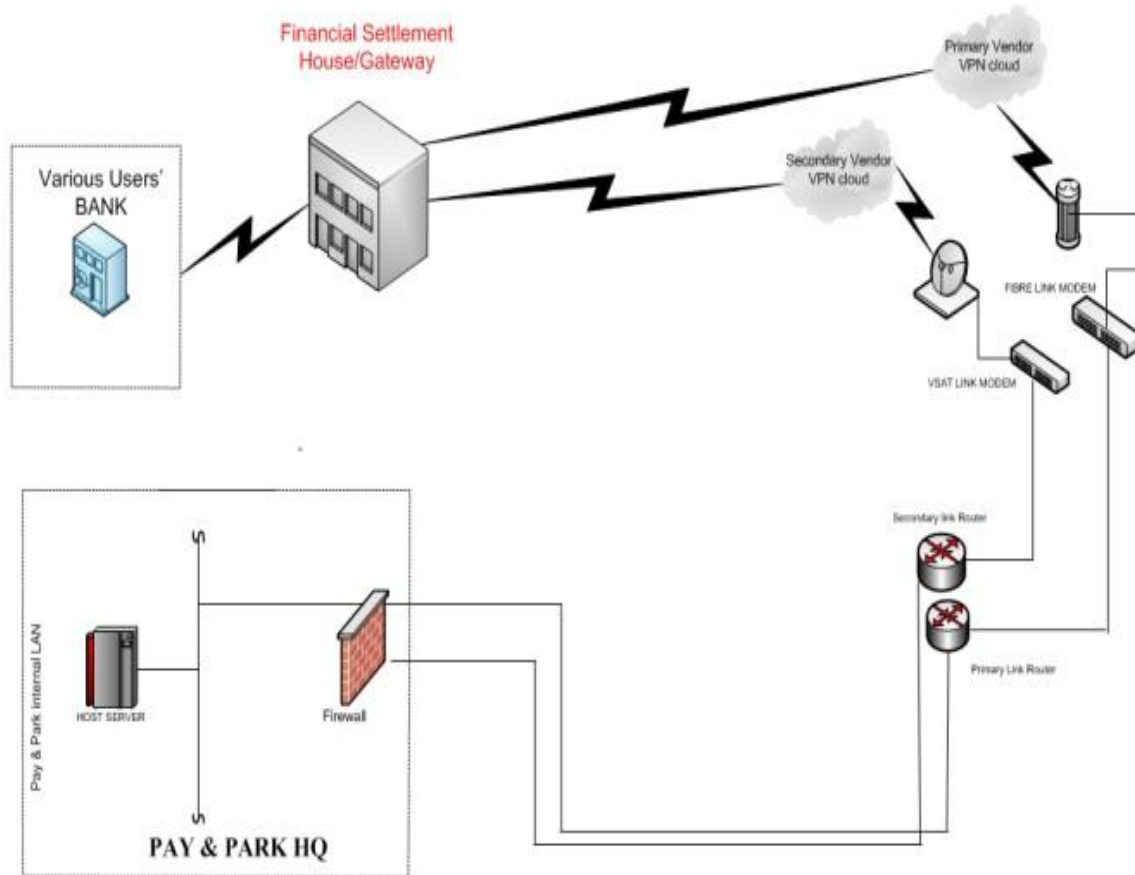 Financial Settlement
House/Gateway
Primary Vendor
VPN cloud
Secondary Vendor
VPN cloud
Various Users'
BANK
FIBRE LINK MODEM
VSAT LINK MODEM
Secondary link Router
Primary Link Router
Pay & Park internal LAN
HOST SERVER
Firewall
PAY & PARK HQ